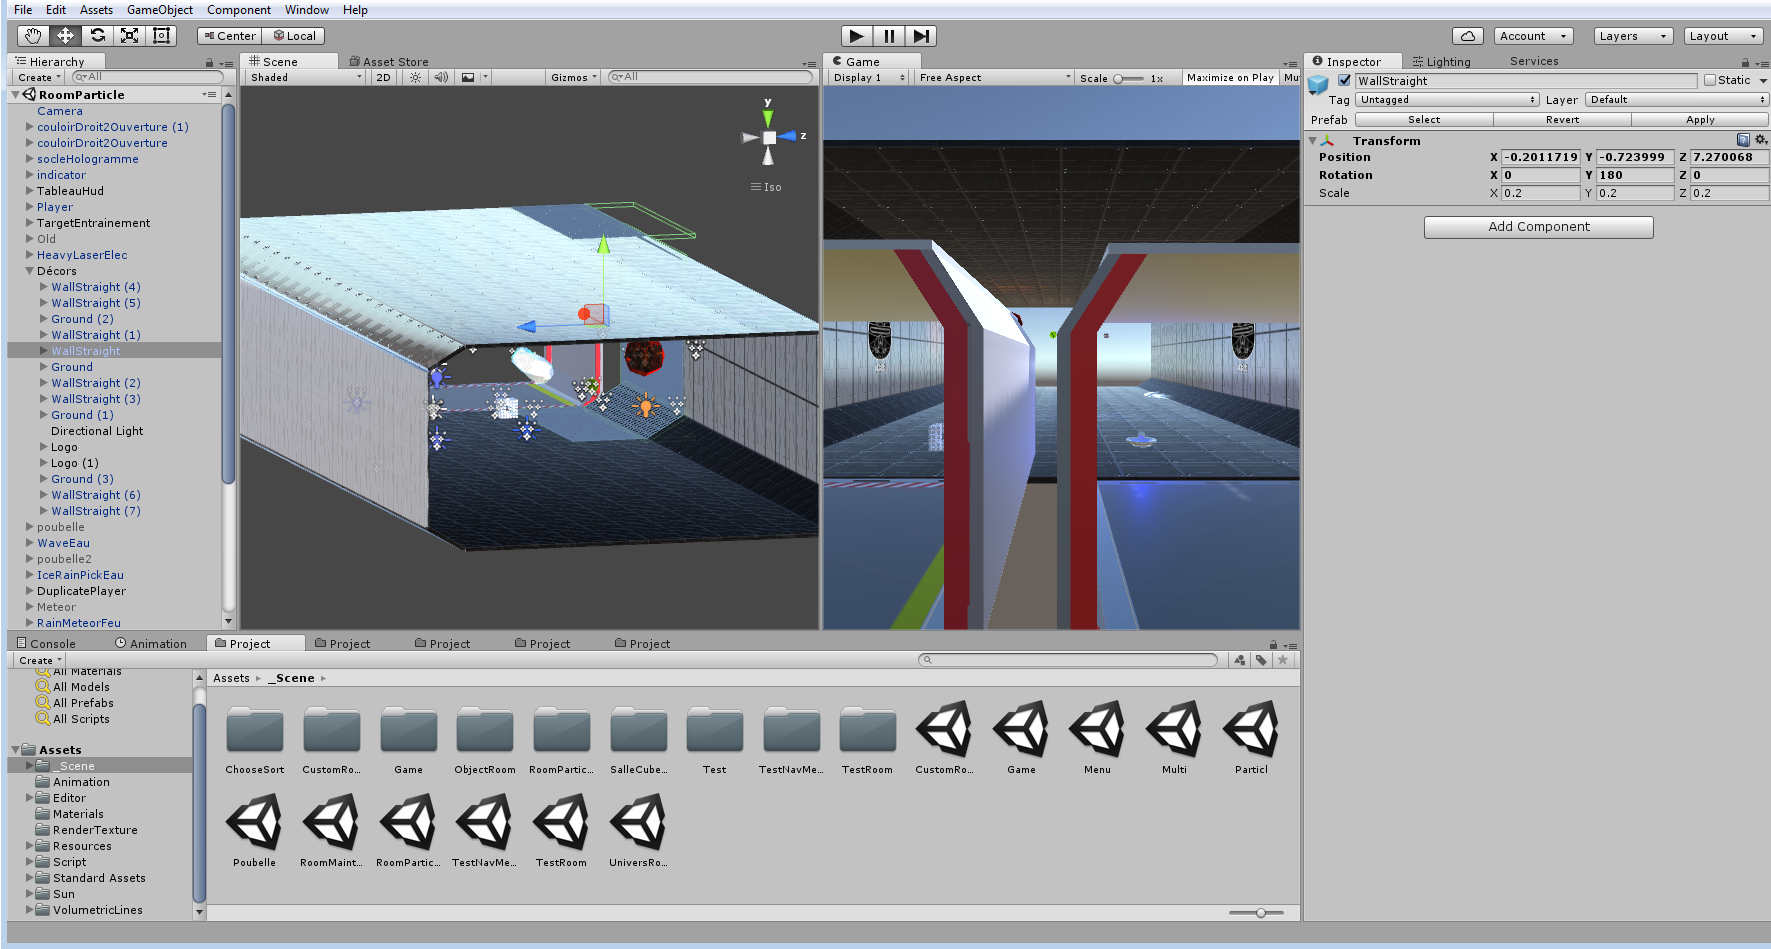 File Edit Assets GameObject Component Window Help
Center Local
Account Layers Layout
Hierarchy
Create All
RoomParticle
Camera
couloirDroit2Ouverture (1)
couloirDroit2Ouverture
socleHologramme
indicator
TableauHud
Player
TargetEntrainement
Old
HeavyLaserElec
Décors
WallStraight (4)
WallStraight (5)
Ground (2)
WallStraight (1)
WallStraight
Ground
WallStraight (2)
WallStraight (3)
Ground (1)
Directional Light
Logo
Logo (1)
Ground (3)
WallStraight (6)
WallStraight (7)
poubelle
WaveEau
poubelle2
IceRainPickEau
DuplicatePlayer
Meteor
RainMeteorFeu
Scene Asset Store
Shaded 2D Gizmos All
y
z
Iso
Game
Display 1 Free Aspect Scale 1x Maximize on Play Mu
Inspector Lighting Services
WallStraight Static
Tag Untagged Layer Default
Prefab Select Revert Apply
Transform
Position X -0.2011719 Y -0.723999 Z 7.270068
Rotation X 0 Y 180 Z 0
Scale X 0.2 Y 0.2 Z 0.2
Add Component
Console Animation Project Project Project Project Project
Create
All Materials
All Models
All Prefabs
All Scripts
Assets
_Scene
Animation
Editor
Materials
RenderTexture
Resources
Script
Standard Assets
Sun
VolumetricLines
Assets _Scene
ChooseSort CustomRo... Game ObjectRoom RoomPartic... SalleCube... Test TestNavMe... TestRoom CustomRo... Game Menu Multi Particl
Poubelle RoomMaint... RoomPartic... TestNavMe... TestRoom UniversRo...